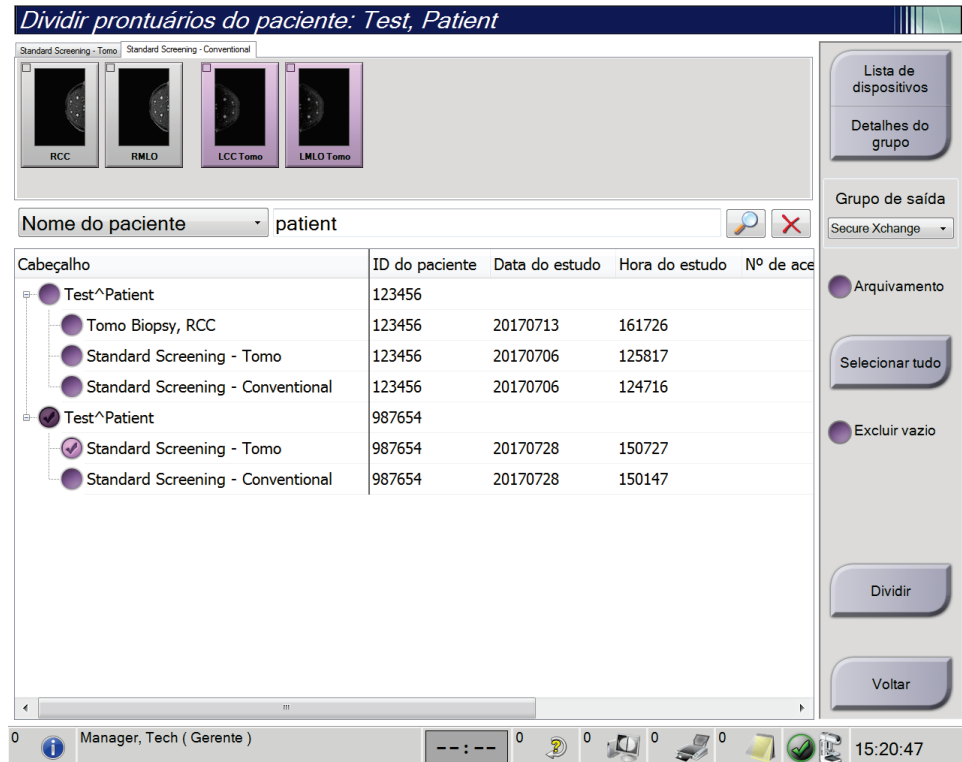 Dividir prontuários do paciente: Test, Patient
Standard Screening - Tomo Standard Screening - Conventional
RCC RMLO LCC Tomo LMLO Tomo
Lista de
dispositivos
Detalhes do
grupo
Grupo de saída
Secure Xchange
Arquivamento
Selecionar tudo
Excluir vazio
Dividir
Voltar
Nome do paciente patient
Cabeçalho ID do paciente Data do estudo Hora do estudo Nº de ace
Test^Patient 123456
Tomo Biopsy, RCC 123456 20170713 161726
Standard Screening - Tomo 123456 20170706 125817
Standard Screening - Conventional 123456 20170706 124716
Test^Patient 987654
Standard Screening - Tomo 987654 20170728 150727
Standard Screening - Conventional 987654 20170728 150147
0 Manager, Tech ( Gerente ) --:-- 0 0 0 0 15:20:47